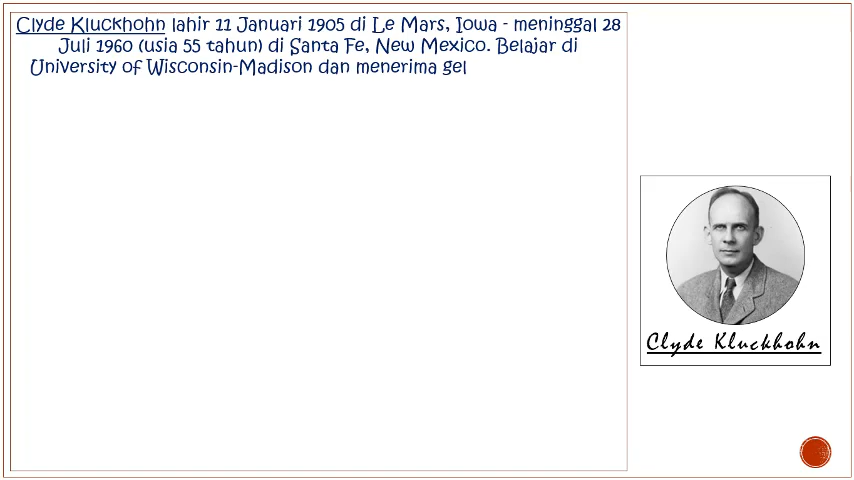 Clyde Kluckhohn lahir 11 Januari 1905 di Le Mars, Iowa - meninggal 28
Juli 1960 (usia 55 tahun) di Santa Fe, New Mexico. Belajar di
University of Wisconsin-Madison dan menerima gel
Clyde Kluckhohn